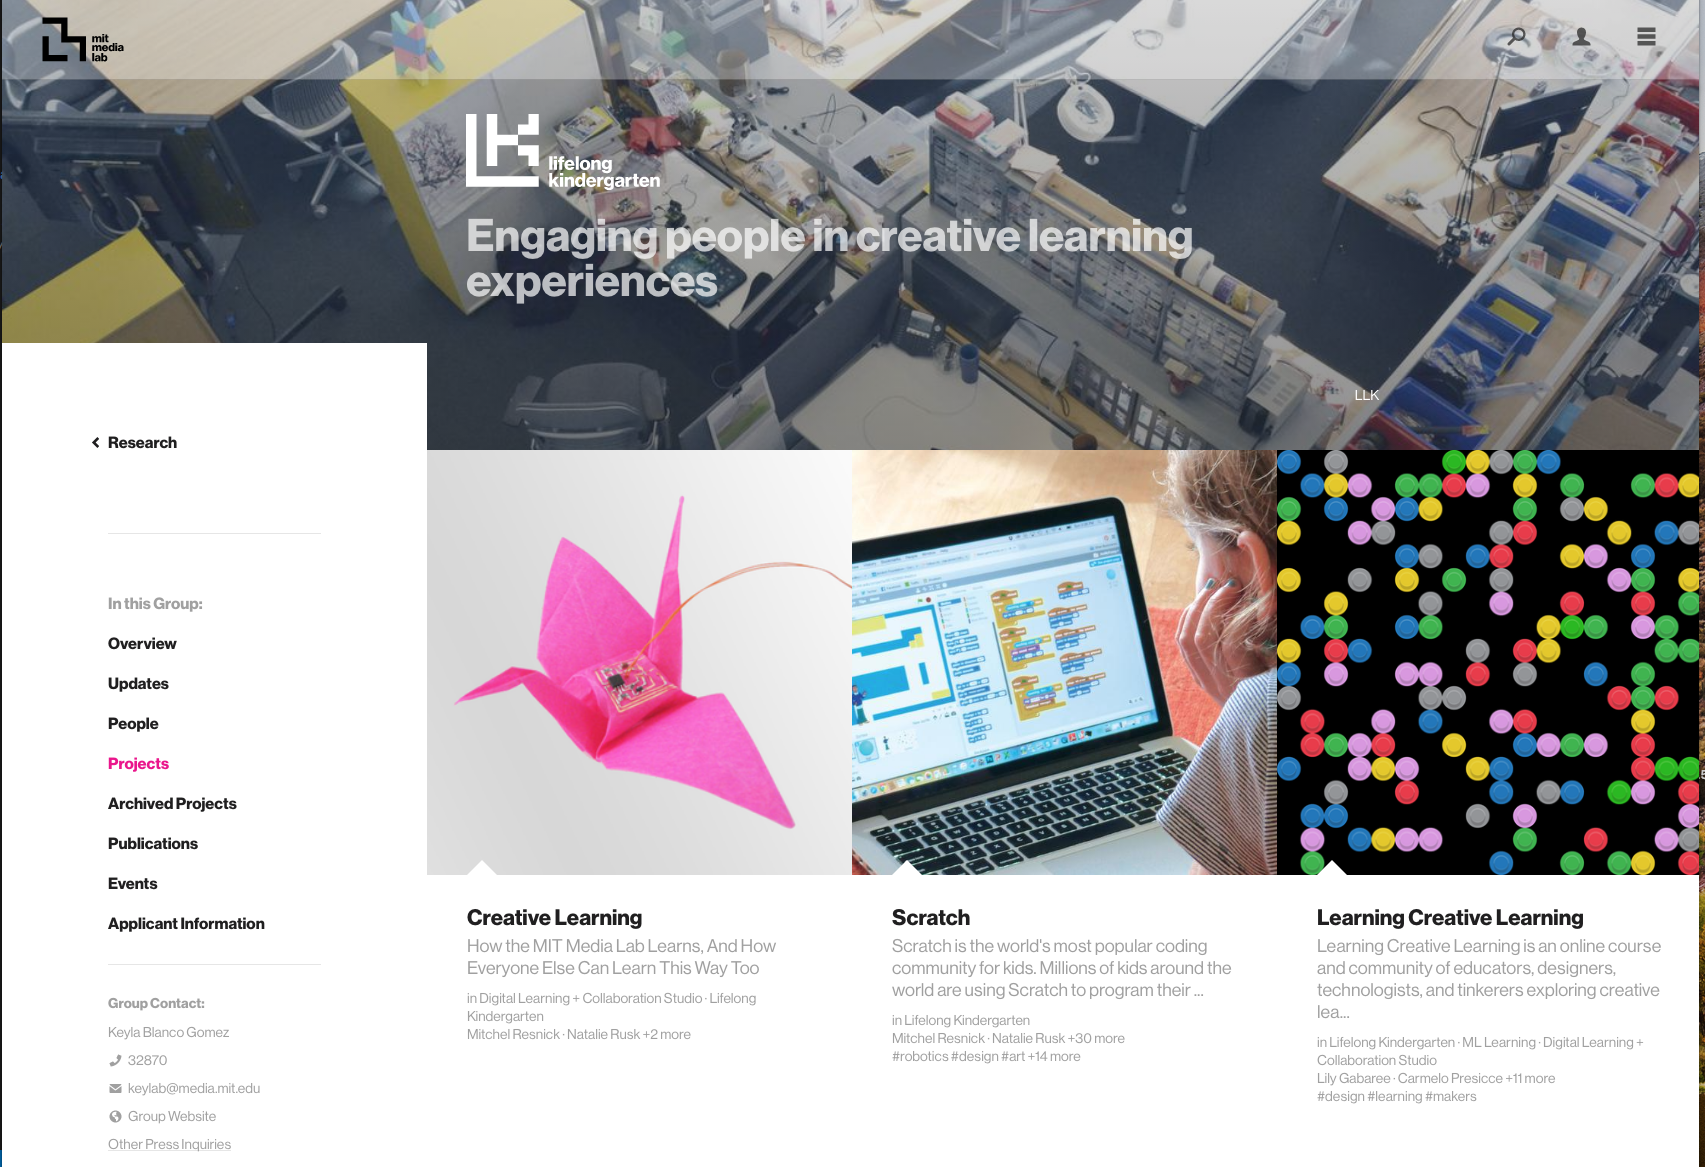 mit
media
lab
lifelong
kindergarten
Engaging people in creative learning
experiences
LLK
Research
In this Group:
Overview
Updates
People
Projects
Archived Projects
Publications
Events
Applicant Information
Group Contact:
Keyla Blanco Gomez
32870
keylab@media.mit.edu
Group Website
Other Press Inquiries
Creative Learning
How the MIT Media Lab Learns, And How
Everyone Else Can Learn This Way Too
in Digital Learning + Collaboration Studio · Lifelong
Kindergarten
Mitchel Resnick · Natalie Rusk +2 more
Scratch
Scratch is the world's most popular coding
community for kids. Millions of kids around the
world are using Scratch to program their ...
in Lifelong Kindergarten
Mitchel Resnick · Natalie Rusk +30 more
#robotics #design #art +14 more
Learning Creative Learning
Learning Creative Learning is an online course
and community of educators, designers,
technologists, and tinkerers exploring creative
lea...
in Lifelong Kindergarten · ML Learning · Digital Learning +
Collaboration Studio
Lily Gabaree · Carmelo Presicce +11 more
#design #learning #makers